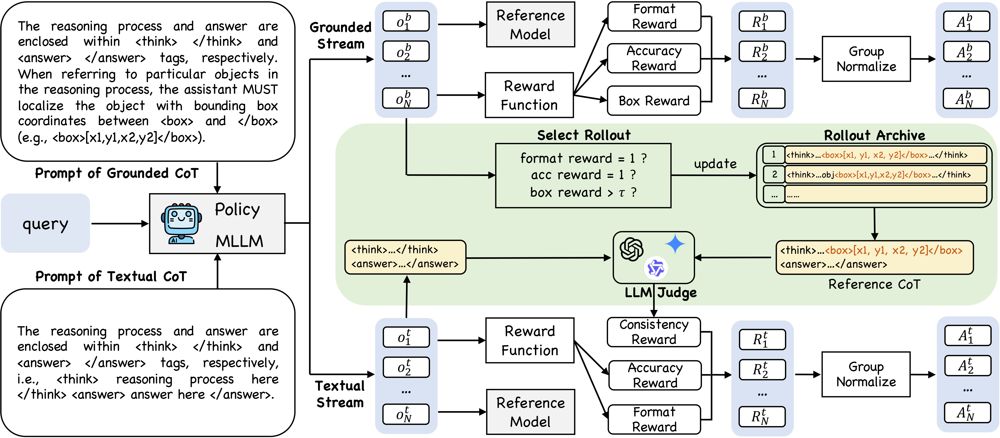 The reasoning process and answer are
enclosed within <think> </think> and
<answer> </answer> tags, respectively.
When referring to particular objects in
the reasoning process, the assistant MUST
localize the object with bounding box
coordinates between <box> and </box>
(e.g., <box>[x1,y1,x2,y2]</box>).
Prompt of Grounded CoT
query
Policy
MLLM
AI
Prompt of Textual CoT
The reasoning process and answer are
enclosed within <think> </think> and
<answer> </answer> tags, respectively,
i.e., <think> reasoning process here
</think> <answer> answer here </answer>.
Grounded
Stream
o_1^b
o_2^b
...
o_N^b
Reference
Model
Reward
Function
Format
Reward
Accuracy
Reward
Box Reward
R_1^b
R_2^b
...
R_N^b
Group
Normalize
A_1^b
A_2^b
...
A_N^b
Select Rollout
format reward = 1 ?
acc reward = 1 ?
box reward > τ ?
update
Rollout Archive
1 <think>...<box>[x1, y1, x2, y2]</box>...</think>
2 <think>...obj<box>[x1,y1,x2,y2]</box>...</think>
... ......
<think>...</think>
<answer>...</answer>
LLM Judge
<think>...<box>[x1, y1, x2, y2]</box>
<answer>...</answer>
Reference CoT
Textual
Stream
o_1^t
o_2^t
...
o_N^t
Reward
Function
Reference
Model
Consistency
Reward
Accuracy
Reward
Format
Reward
R_1^t
R_2^t
...
R_N^t
Group
Normalize
A_1^t
A_2^t
...
A_N^t